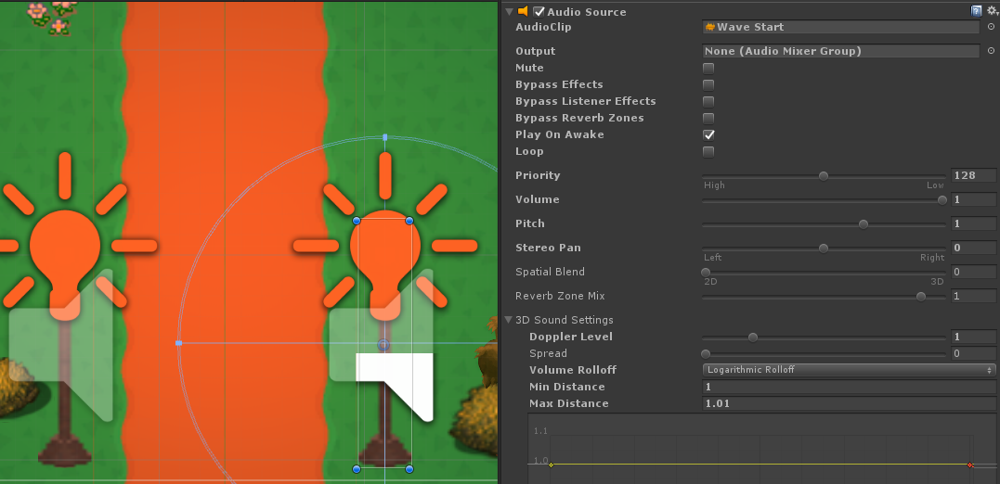 Audio Source
AudioClip Wave Start
Output None (Audio Mixer Group)
Mute
Bypass Effects
Bypass Listener Effects
Bypass Reverb Zones
Play On Awake
Loop
Priority 128
High Low
Volume 1
Pitch 1
Stereo Pan 0
Left Right
Spatial Blend 0
2D 3D
Reverb Zone Mix 1
3D Sound Settings
Doppler Level 1
Spread 0
Volume Rolloff Logarithmic Rolloff
Min Distance 1
Max Distance 1.01
1.1
1.0